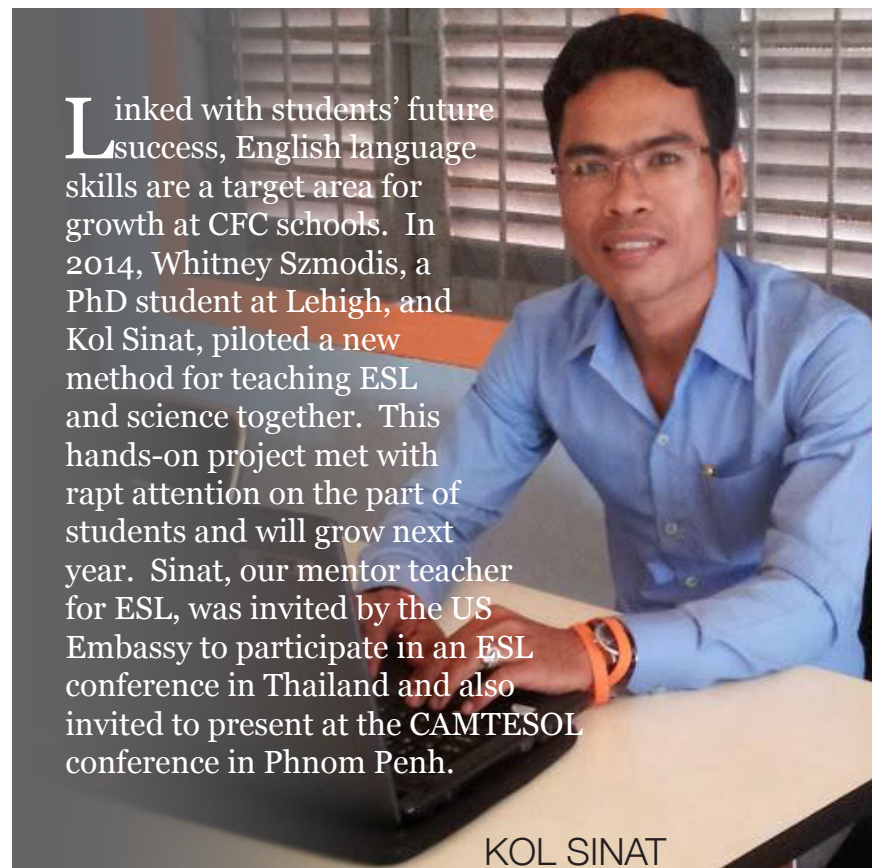 Linked with students’ future
success, English language
skills are a target area for
growth at CFC schools.  In
2014, Whitney Szmodis, a
PhD student at Lehigh, and
Kol Sinat, piloted a new
method for teaching ESL
and science together.  This
hands-on project met with
rapt attention on the part of
students and will grow next
year.  Sinat, our mentor teacher
for ESL, was invited by the US
Embassy to participate in an ESL
conference in Thailand and also
invited to present at the CAMTESOL
conference in Phnom Penh.
KOL SINAT